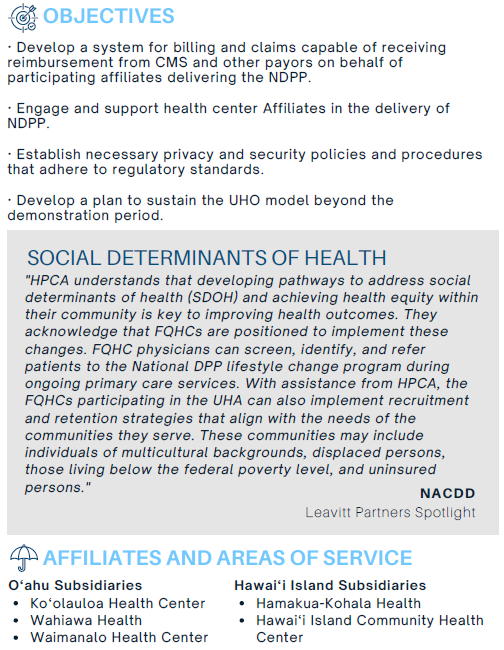 OBJECTIVES
· Develop a system for billing and claims capable of receiving
reimbursement from CMS and other payors on behalf of
participating affiliates delivering the NDPP.
· Engage and support health center Affiliates in the delivery of
NDPP.
· Establish necessary privacy and security policies and procedures
that adhere to regulatory standards.
· Develop a plan to sustain the UHO model beyond the
demonstration period.
SOCIAL DETERMINANTS OF HEALTH
"HPCA understands that developing pathways to address social
determinants of health (SDOH) and achieving health equity within
their community is key to improving health outcomes. They
acknowledge that FQHCs are positioned to implement these
changes. FQHC physicians can screen, identify, and refer
patients to the National DPP lifestyle change program during
ongoing primary care services. With assistance from HPCA, the
FQHCs participating in the UHA can also implement recruitment
and retention strategies that align with the needs of the
communities they serve. These communities may include
individuals of multicultural backgrounds, displaced persons,
those living below the federal poverty level, and uninsured
persons."
NACDD
Leavitt Partners Spotlight
AFFILIATES AND AREAS OF SERVICE
Oʻahu Subsidiaries
• Koʻolauloa Health Center
• Wahiawa Health
• Waimanalo Health Center
Hawaiʻi Island Subsidiaries
• Hamakua-Kohala Health
• Hawaiʻi Island Community Health
Center